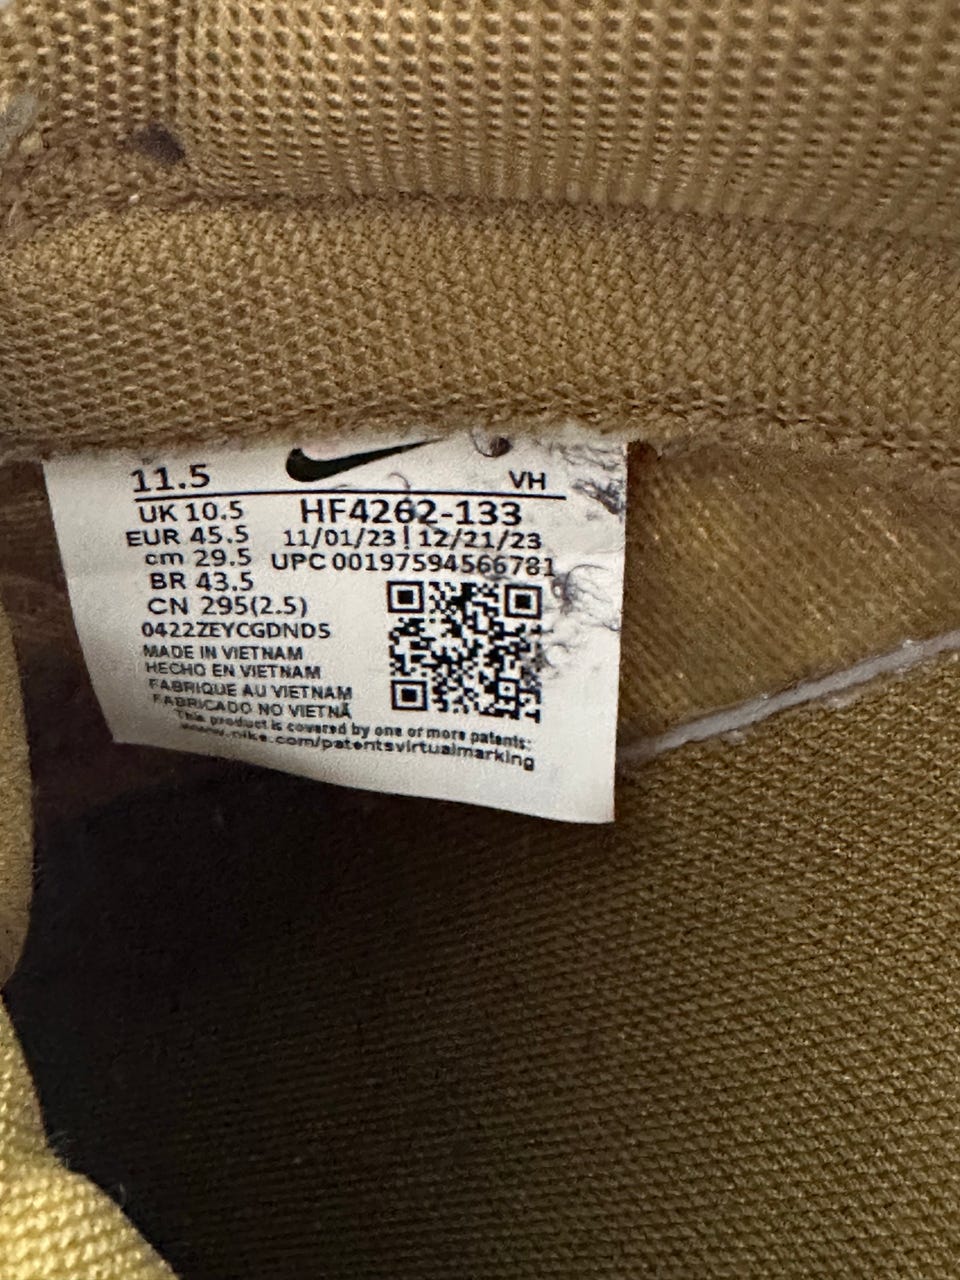 11.5 VH
UK 10.5 HF4262-133
EUR 45.5 11/01/23 | 12/21/23
cm 29.5 UPC 00197594566781
BR 43.5
CN 295(2.5)
0422ZEYCGDND5
MADE IN VIETNAM
HECHO EN VIETNAM
FABRIQUE AU VIETNAM
FABRICADO NO VIETNÃ
This product is covered by one or more patents:
www.nike.com/patentsvirtualmarking